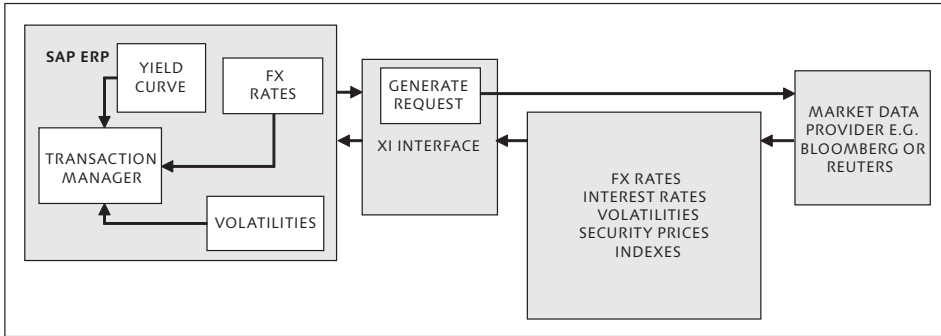 SAP ERP
YIELD
CURVE
FX
RATES
TRANSACTION
MANAGER
VOLATILITIES
GENERATE
REQUEST
XI INTERFACE
FX RATES
INTEREST RATES
VOLATILITIES
SECURITY PRICES
INDEXES
MARKET DATA
PROVIDER E.G.
BLOOMBERG OR
REUTERS